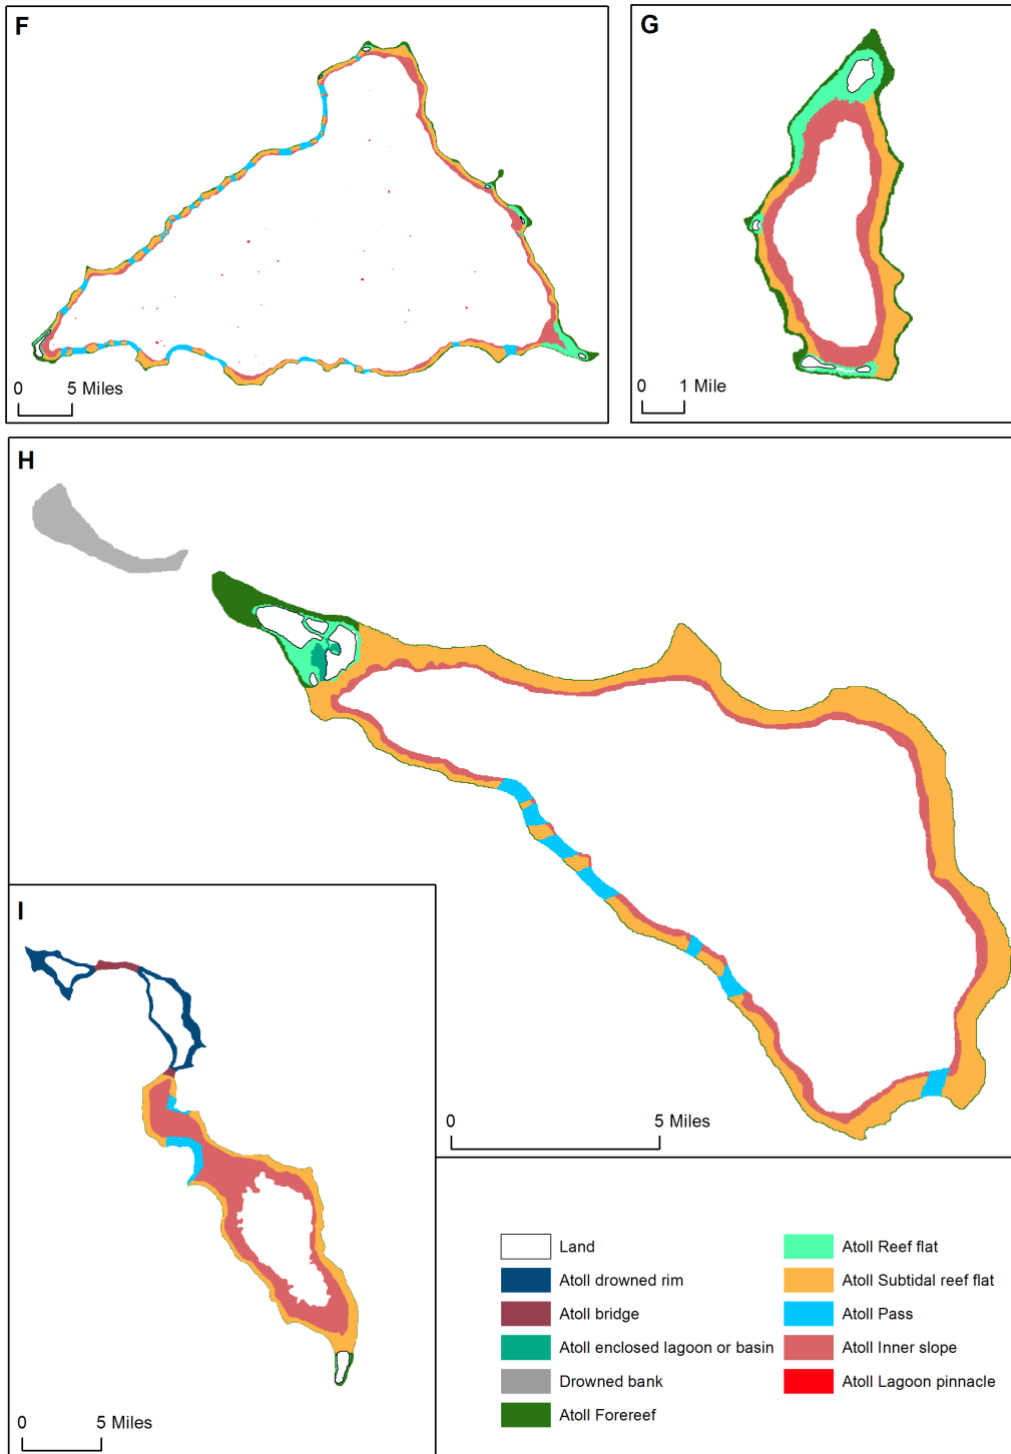 F
0 5 Miles
G
0 1 Mile
H
0 5 Miles
I
0 5 Miles
Land
Atoll drowned rim
Atoll bridge
Atoll enclosed lagoon or basin
Drowned bank
Atoll Forereef
Atoll Reef flat
Atoll Subtidal reef flat
Atoll Pass
Atoll Inner slope
Atoll Lagoon pinnacle